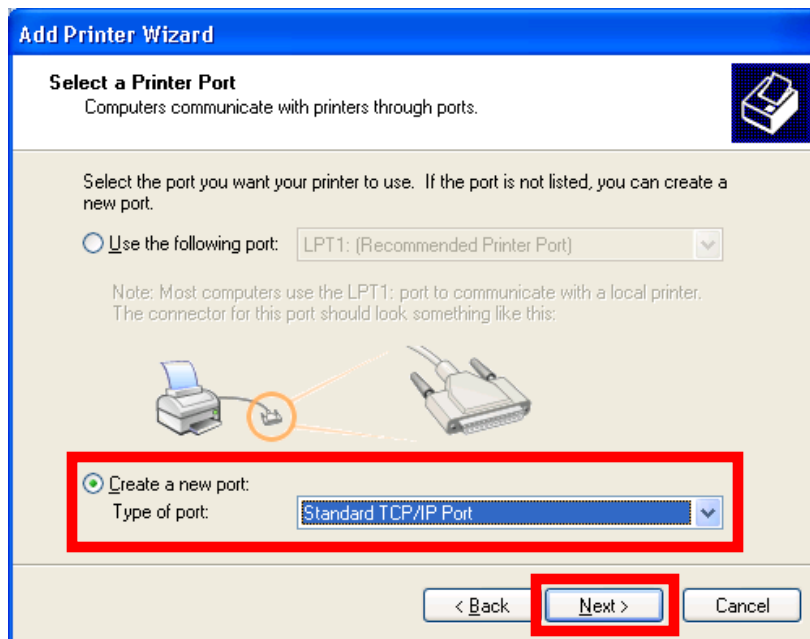 Add Printer Wizard
Select a Printer Port
Computers communicate with printers through ports.
Select the port you want your printer to use. If the port is not listed, you can create a
new port.
Use the following port: LPT1: (Recommended Printer Port)
Note: Most computers use the LPT1: port to communicate with a local printer.
The connector for this port should look something like this:
Create a new port:
Type of port: Standard TCP/IP Port
< Back Next > Cancel